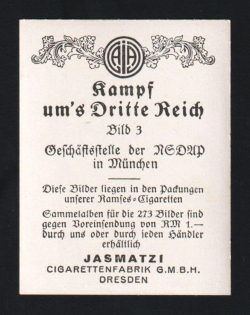 AJA
Kampf
um's Dritte Reich
Bild 3
Geschäftsstelle der NSDAP
in München
Diese Bilder liegen in den Packungen
unserer Ramses-Cigaretten
Sammelalben für die 273 Bilder sind
gegen Voreinsendung von RM 1.—
durch uns oder durch jeden Händler
erhältlich
JASMATZI
CIGARETTENFABRIK G.M.B.H.
DRESDEN